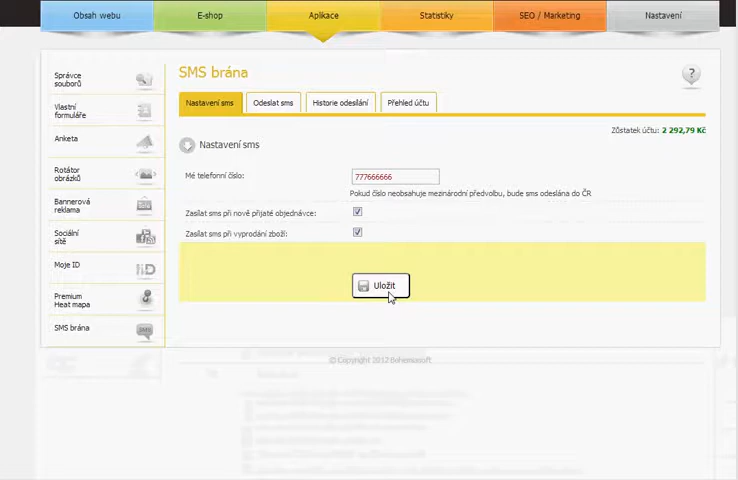 Obsah webu
E-shop
Aplikace
Statistiky
SEO / Marketing
Nastavení
Správce
souborů
Vlastní
formuláře
Anketa
Rotátor
obrázků
Bannerová
reklama
Sociální
sítě
Moje ID
Premium
Heat mapa
SMS brána
SMS brána
?
Nastavení sms
Odeslat sms
Historie odesílání
Přehled účtu
Zůstatek účtu: 2 292,79 Kč
Nastavení sms
Mé telefonní číslo:
777666666
Pokud číslo neobsahuje mezinárodní předvolbu, bude sms odeslána do ČR
Zasílat sms při nově přijaté objednávce:
Zasílat sms při vyprodání zboží:
Uložit
© Copyright 2012 Bohemiasoft